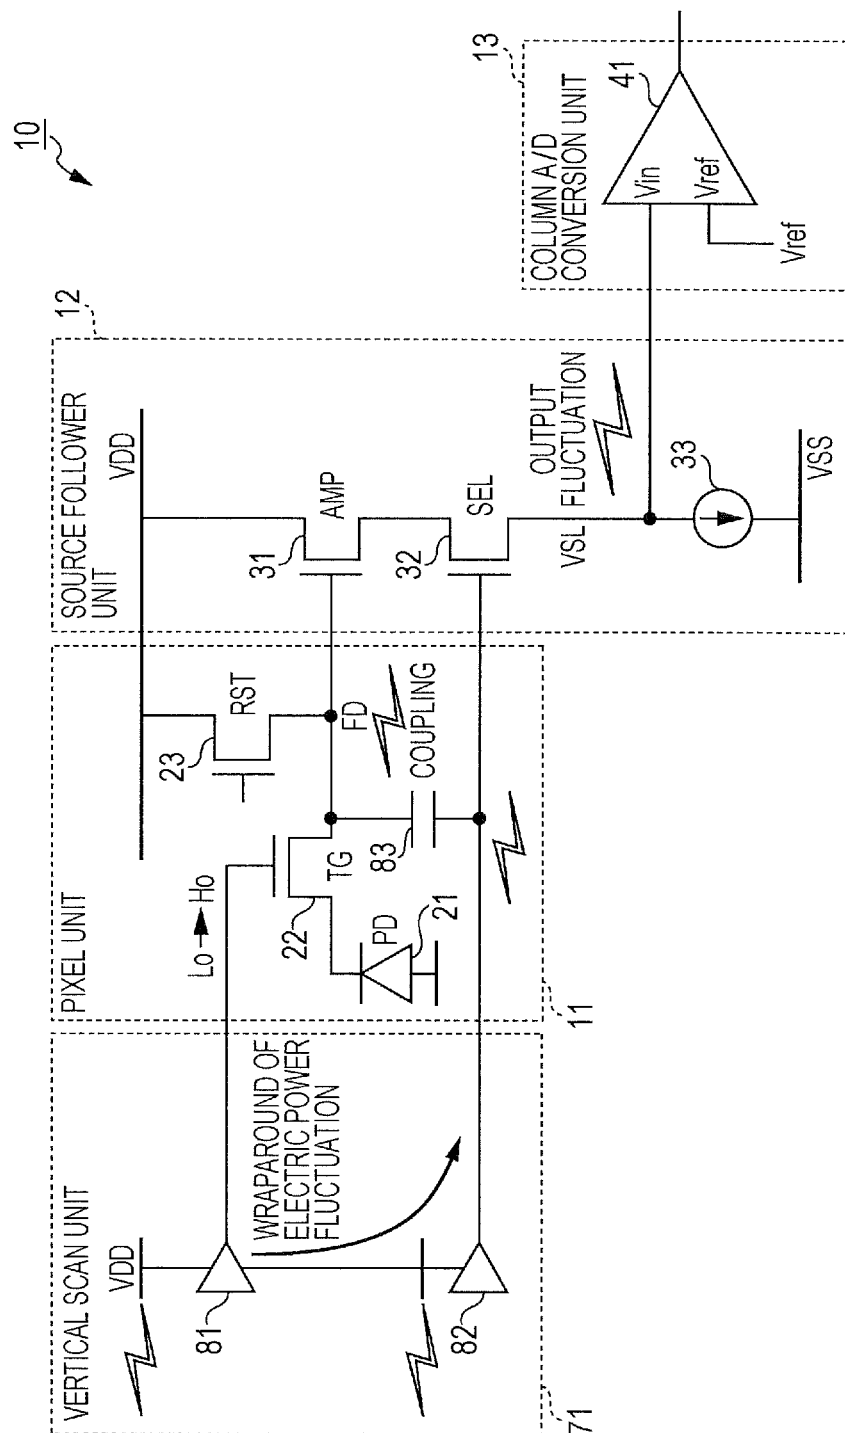 10
VERTICAL SCAN UNIT
VDD
81
82
WRAPAROUND OF
ELECTRIC POWER
FLUCTUATION
71
PIXEL UNIT
Lo→Ho
TG
22
PD
21
83
COUPLING
FD
RST
23
11
12
SOURCE FOLLOWER
UNIT
VDD
31
AMP
32
SEL
VSL
OUTPUT
FLUCTUATION
33
VSS
13
COLUMN A/D
CONVERSION UNIT
41
Vin
Vref
Vref